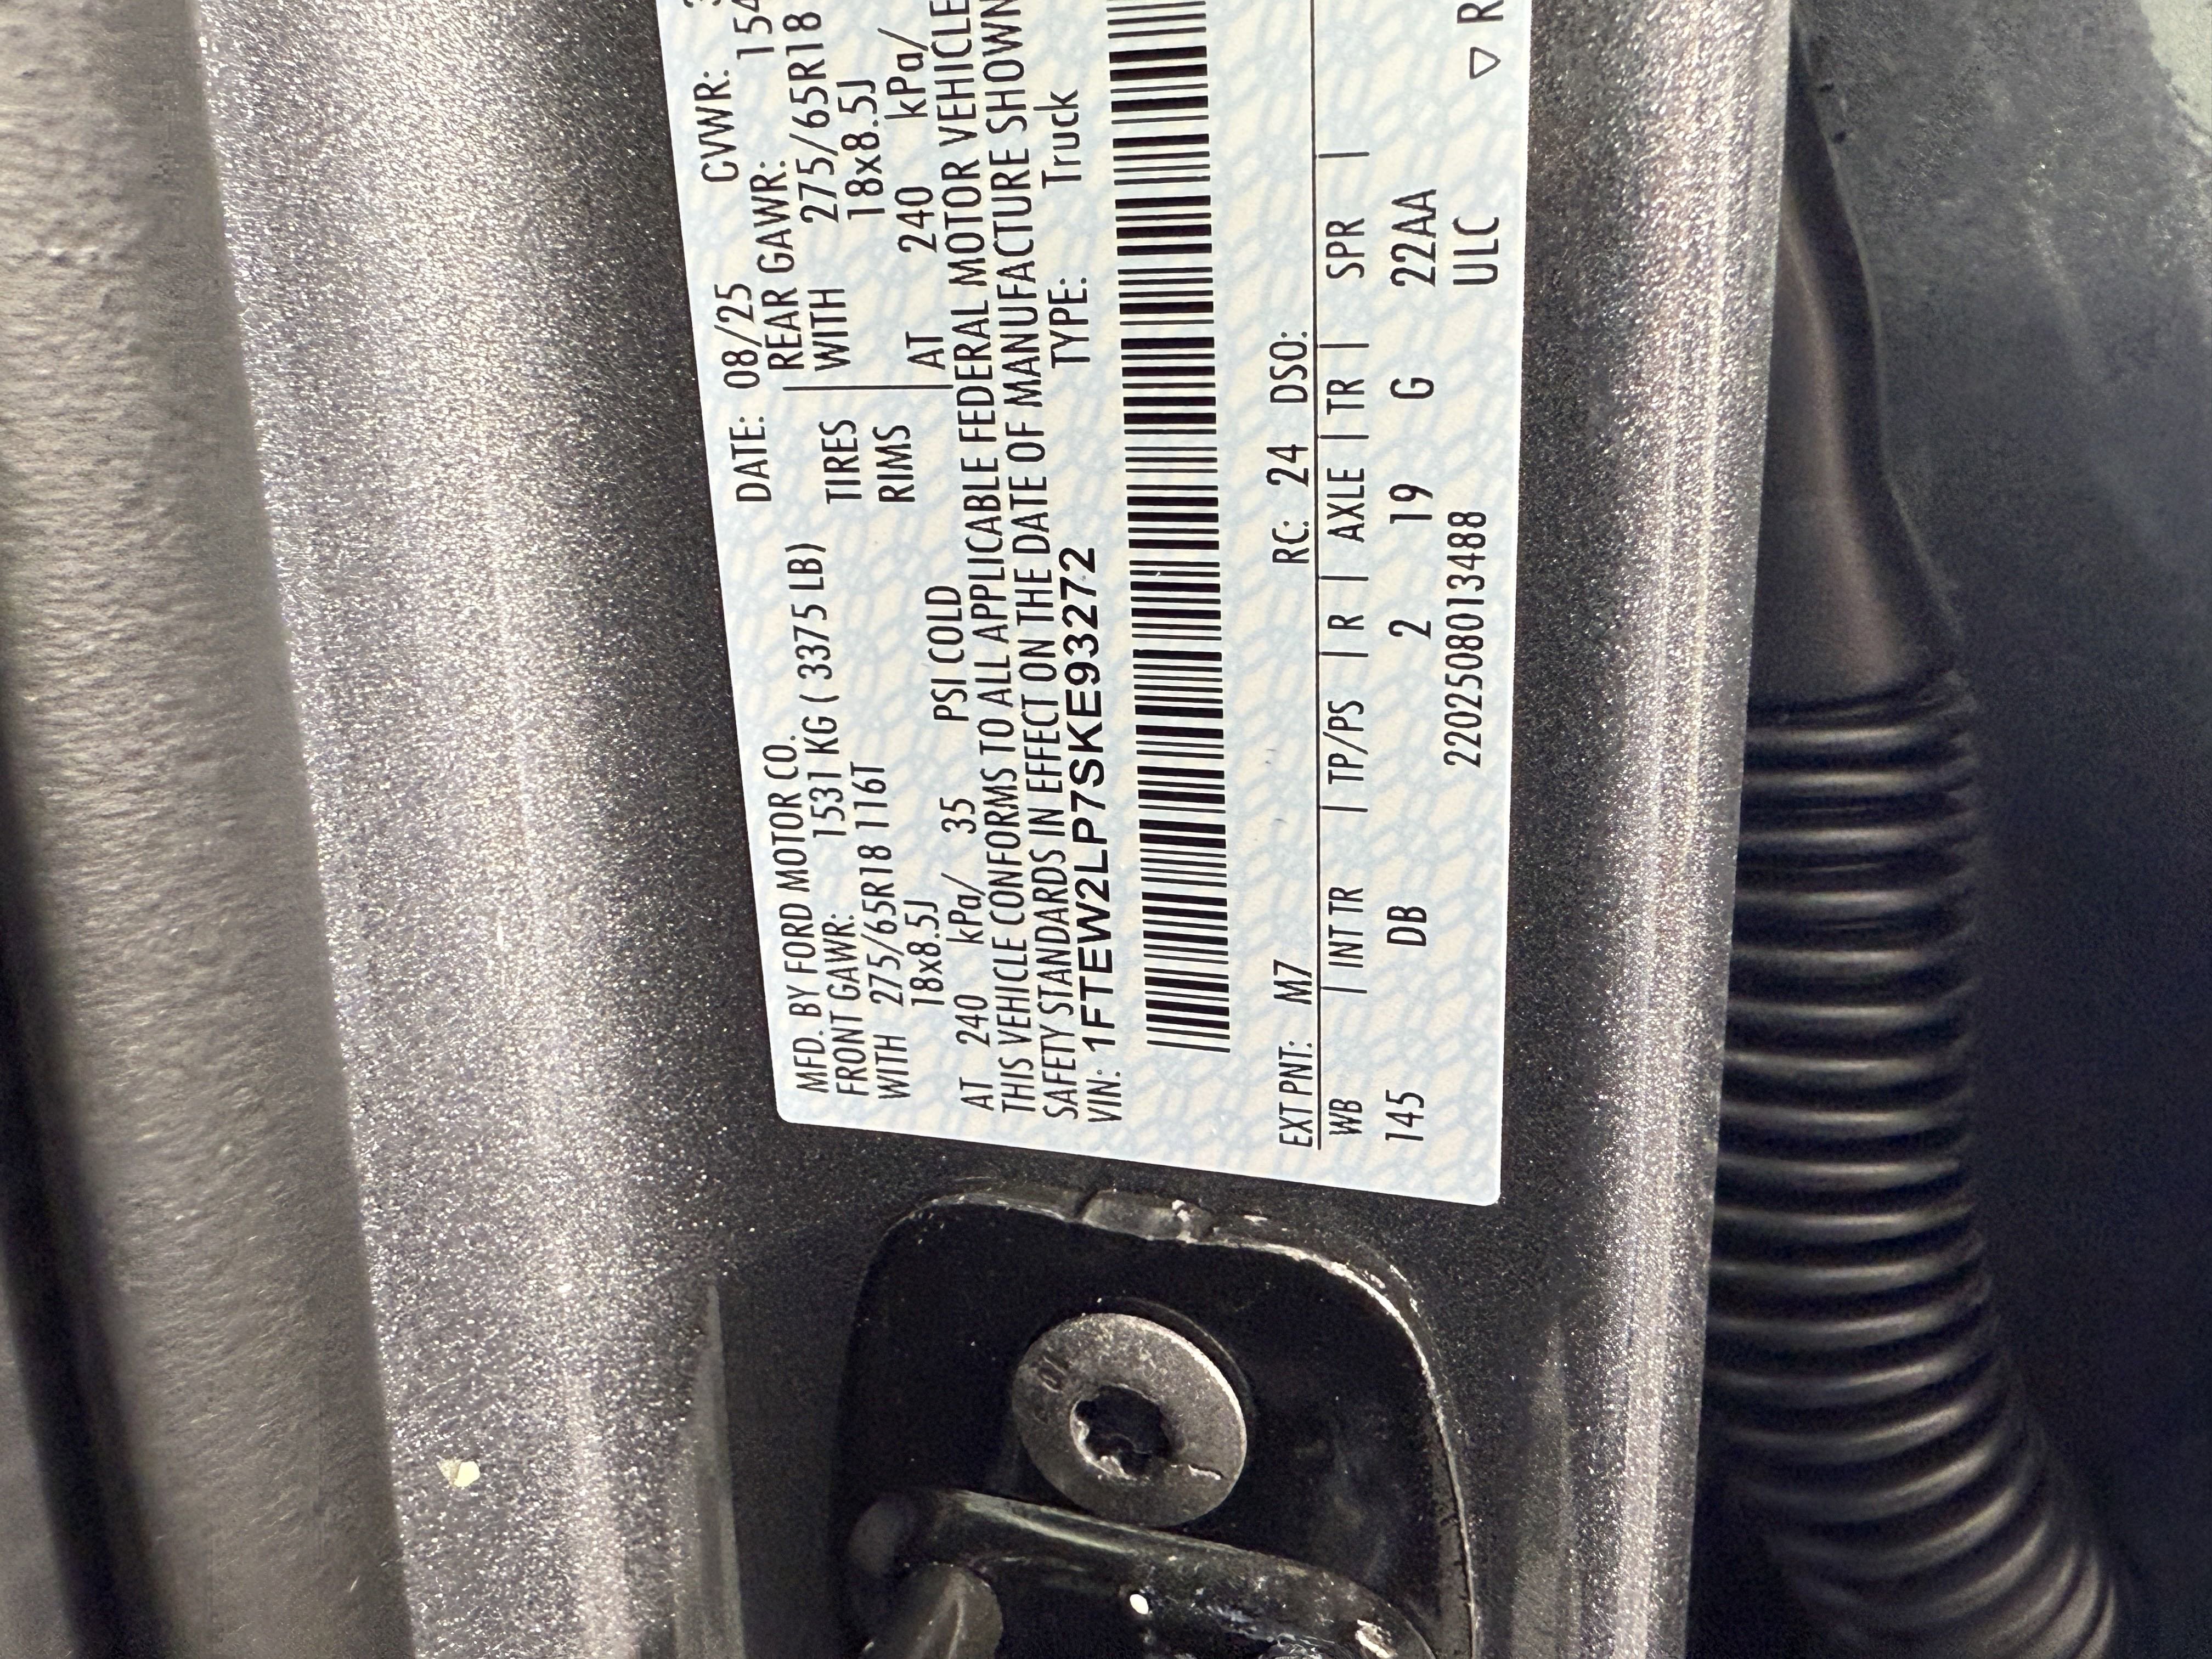 MFD. BY FORD MOTOR CO. DATE: 08/25 GVWR:
FRONT GAWR: 1531 KG ( 3375 LB) REAR GAWR:
WITH 275/65R18 116T TIRES WITH 275/65R18
18x8.5J RIMS 18x8.5J
AT 240 kPa/ 35 PSI COLD AT 240 kPa/
THIS VEHICLE CONFORMS TO ALL APPLICABLE FEDERAL MOTOR VEHICLE
SAFETY STANDARDS IN EFFECT ON THE DATE OF MANUFACTURE SHOWN
VIN: 1FTEW2LP7SKE93272 TYPE: Truck
EXT PNT: M7 RC: 24 DSO:
WB | INT TR | TP/PS | R | AXLE | TR | SPR |
145 DB 2 19 G 22AA
2202508013488 ULC
▽ R